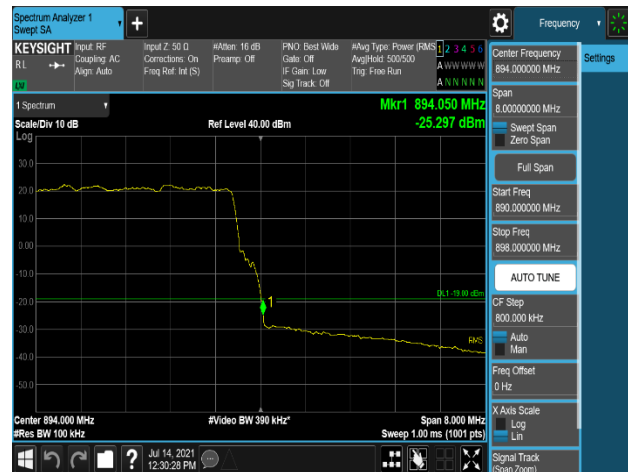 Spectrum Analyzer 1
Swept SA
Frequency
KEYSIGHT
Input: RF
Input Z: 50 Ω
#Atten: 16 dB
PNO: Best Wide
#Avg Type: Power (RMS
1 2 3 4 5 6
RL
Coupling: AC
Corrections: On
Preamp: Off
Gate: Off
Avg|Hold: 500/500
A W W W W W
Align: Auto
Freq Ref: Int (S)
IF Gain: Low
Trig: Free Run
Sig Track: Off
A N N N N N
Center Frequency
894.000000 MHz
Settings
Span
8.00000000 MHz
Swept Span
Zero Span
Full Span
Start Freq
890.000000 MHz
Stop Freq
898.000000 MHz
AUTO TUNE
CF Step
800.000 kHz
Auto
Man
Freq Offset
0 Hz
X Axis Scale
Log
Lin
Signal Track
(Span Zoom)
1 Spectrum
Mkr1 894.050 MHz
Scale/Div 10 dB
Ref Level 40.00 dBm
-25.297 dBm
Log
30.0
20.0
10.0
0.00
-10.0
DL1 -19.00 dBm
-20.0
1
-30.0
RMS
-40.0
-50.0
Center 894.000 MHz
#Video BW 390 kHz*
Span 8.000 MHz
#Res BW 100 kHz
Sweep 1.00 ms (1001 pts)
?
Jul 14, 2021
12:30:28 PM